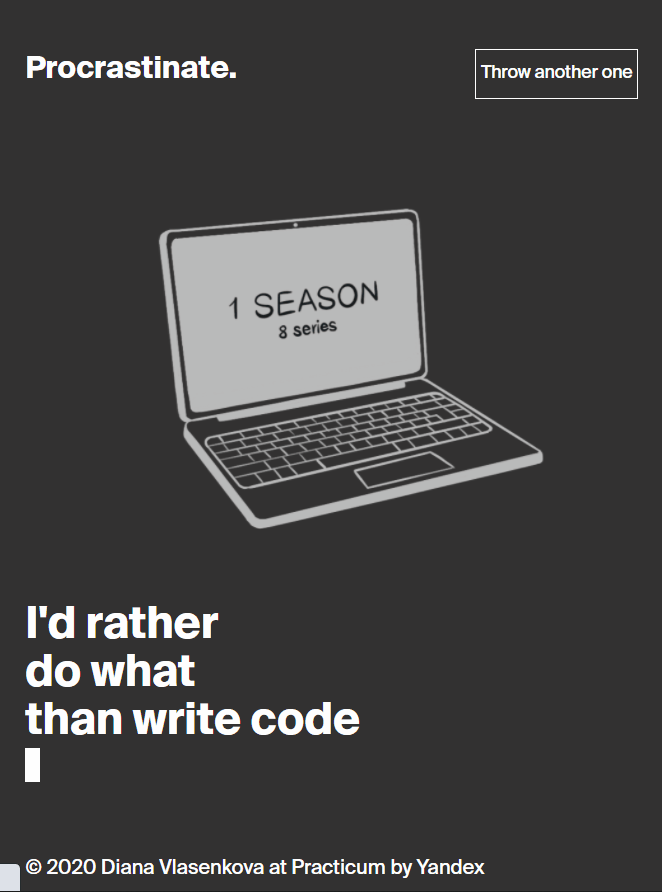 Procrastinate.
Throw another one
1 SEASON
8 series
I'd rather
do what
than write code
© 2020 Diana Vlasenkova at Practicum by Yandex